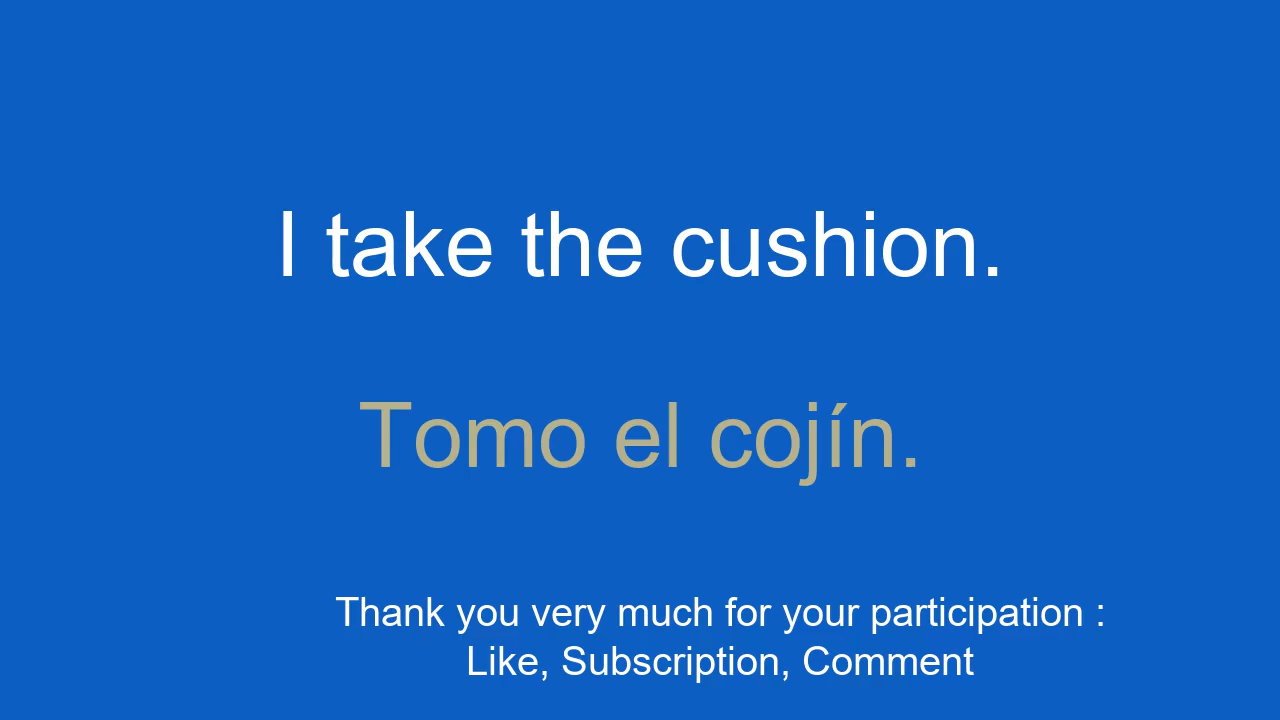 I take the cushion.
Tomo el cojín.
Thank you very much for your participation :
Like, Subscription, Comment